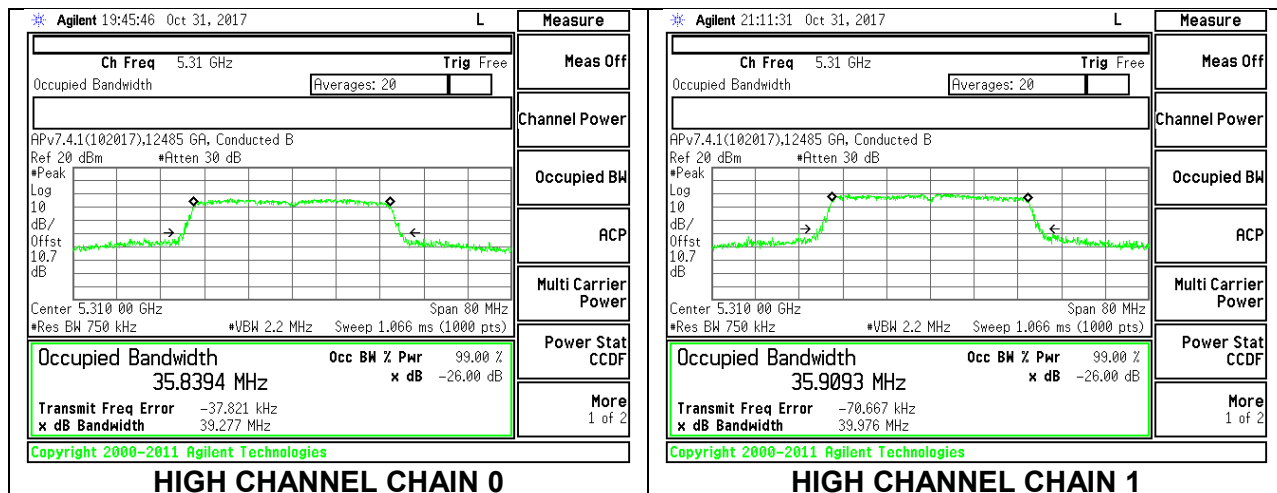 Agilent 19:45:46 Oct 31, 2017 L Measure
Ch Freq 5.31 GHz Trig Free
Occupied Bandwidth Averages: 20
APv7.4.1(102017),12485 GA, Conducted B
Ref 20 dBm #Atten 30 dB
#Peak
Log
10
dB/
Offst
10.7
dB
Center 5.310 00 GHz Span 80 MHz
#Res BW 750 kHz #VBW 2.2 MHz Sweep 1.066 ms (1000 pts)
Occupied Bandwidth Occ BW % Pwr 99.00 %
35.8394 MHz x dB -26.00 dB
Transmit Freq Error -37.821 kHz
x dB Bandwidth 39.277 MHz
Meas Off
Channel Power
Occupied BW
ACP
Multi Carrier
Power
Power Stat
CCDF
More
1 of 2
Copyright 2000-2011 Agilent Technologies
HIGH CHANNEL CHAIN 0
Agilent 21:11:31 Oct 31, 2017 L Measure
Ch Freq 5.31 GHz Trig Free
Occupied Bandwidth Averages: 20
APv7.4.1(102017),12485 GA, Conducted B
Ref 20 dBm #Atten 30 dB
#Peak
Log
10
dB/
Offst
10.7
dB
Center 5.310 00 GHz Span 80 MHz
#Res BW 750 kHz #VBW 2.2 MHz Sweep 1.066 ms (1000 pts)
Occupied Bandwidth Occ BW % Pwr 99.00 %
35.9093 MHz x dB -26.00 dB
Transmit Freq Error -70.667 kHz
x dB Bandwidth 39.976 MHz
Meas Off
Channel Power
Occupied BW
ACP
Multi Carrier
Power
Power Stat
CCDF
More
1 of 2
Copyright 2000-2011 Agilent Technologies
HIGH CHANNEL CHAIN 1